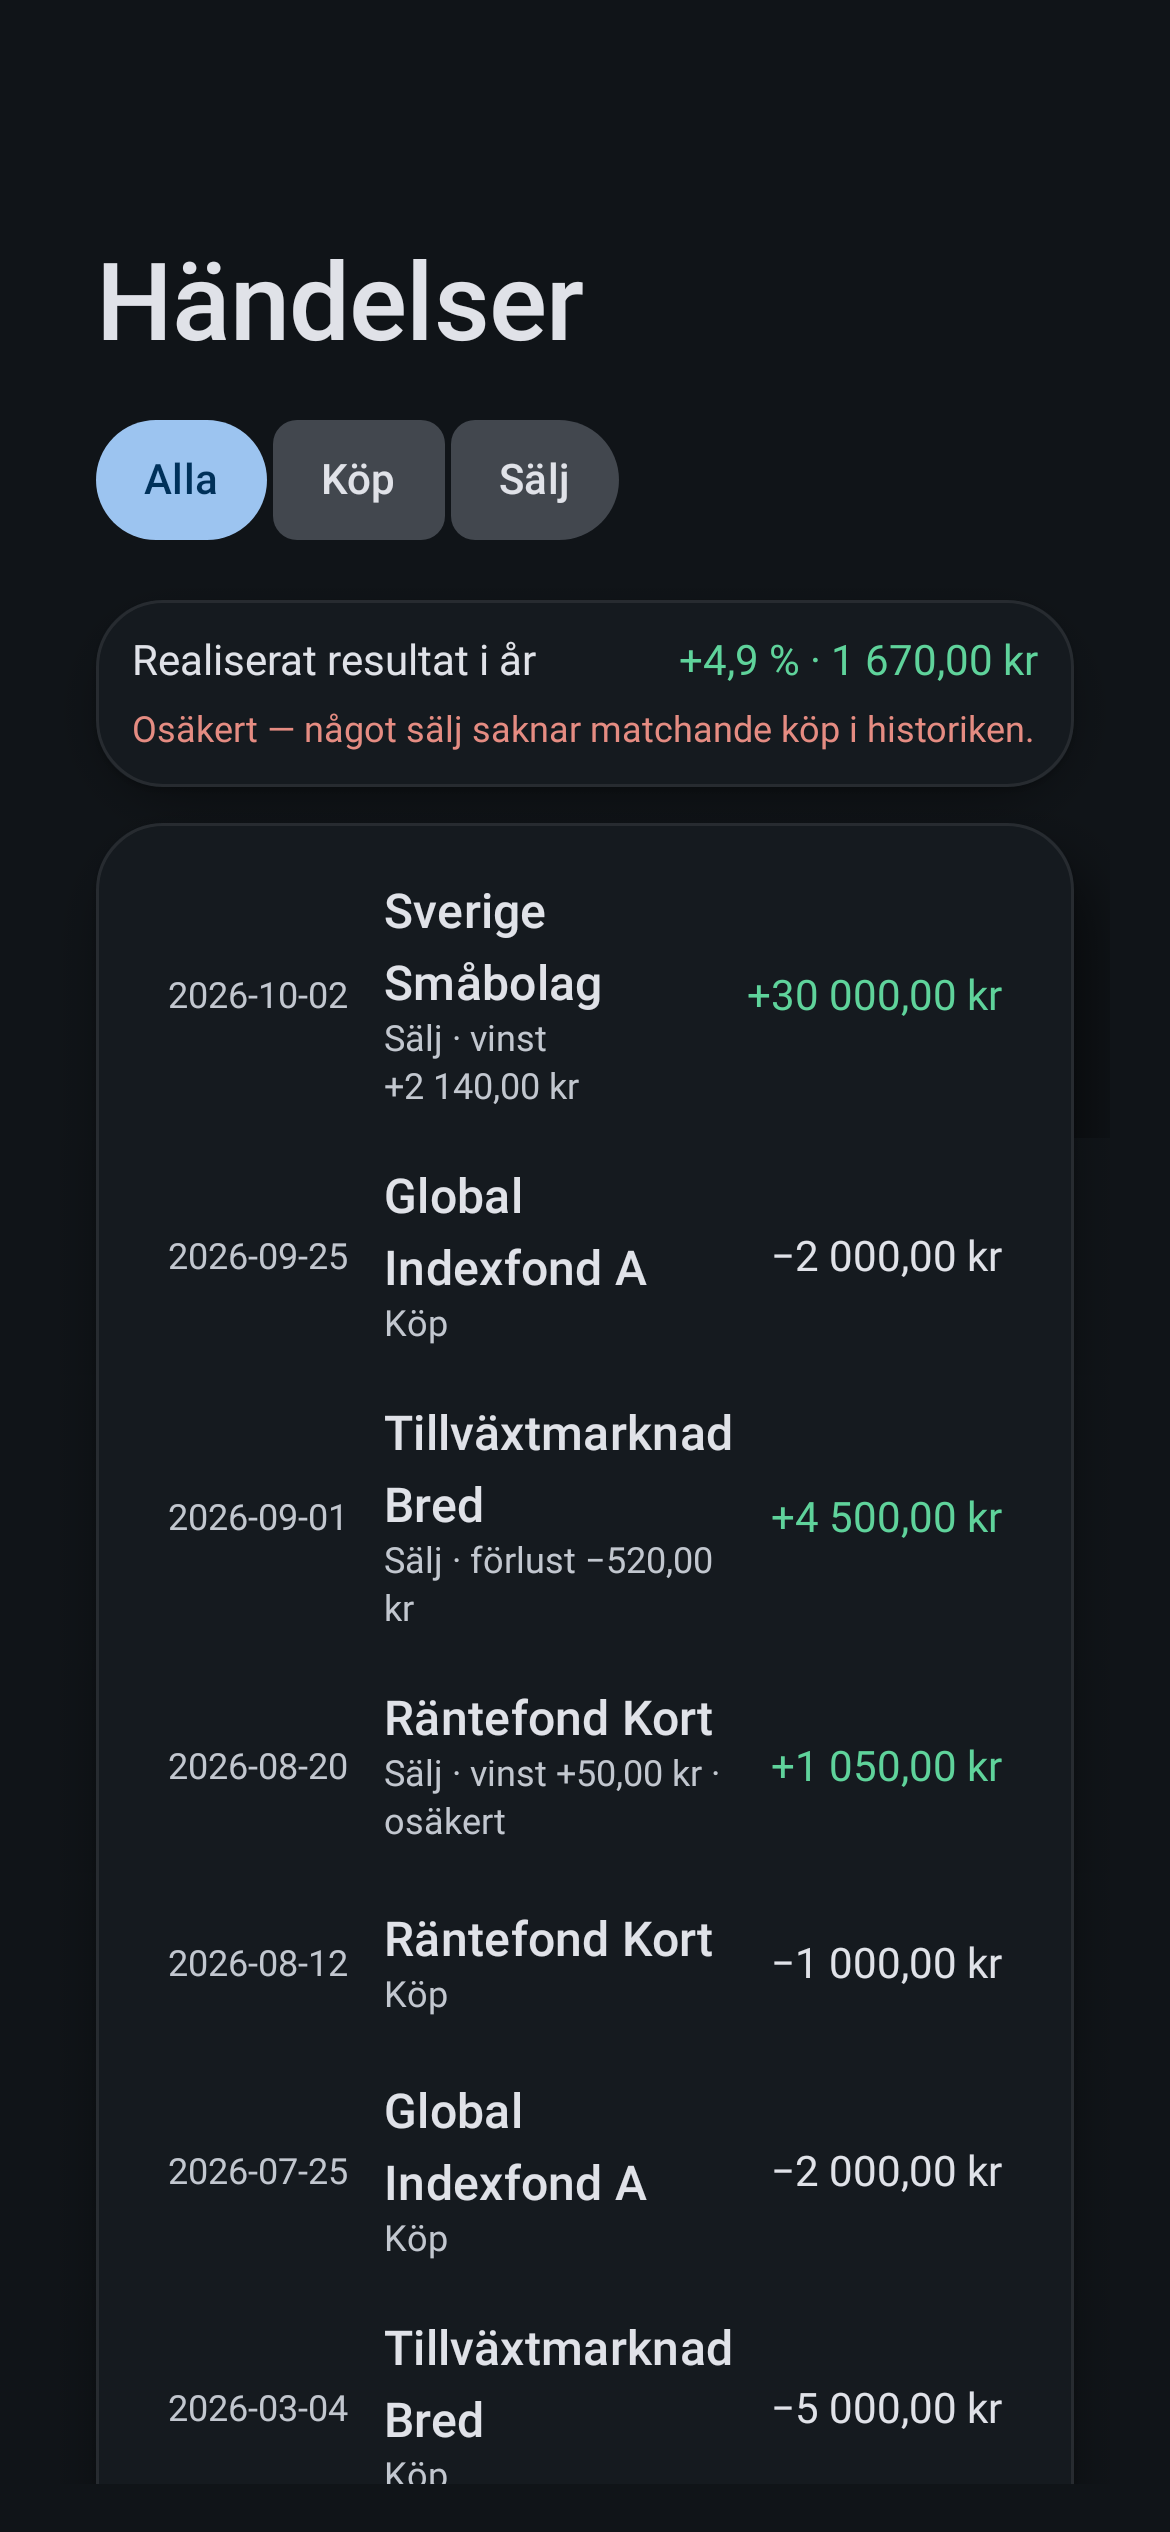 Händelser
Alla Köp Sälj
Realiserat resultat i år +4,9 % · 1 670,00 kr
Osäkert — något sälj saknar matchande köp i historiken.
Sverige
Småbolag
2026-10-02 +30 000,00 kr
Sälj · vinst
+2 140,00 kr
Global
2026-09-25 −2 000,00 kr
Indexfond A
Köp
Tillväxtmarknad
Bred
2026-09-01 +4 500,00 kr
Sälj · förlust −520,00
kr
Räntefond Kort
2026-08-20 +1 050,00 kr
Sälj · vinst +50,00 kr ·
osäkert
Räntefond Kort
2026-08-12 −1 000,00 kr
Köp
Global
2026-07-25 −2 000,00 kr
Indexfond A
Köp
Tillväxtmarknad
2026-03-04 −5 000,00 kr
Bred
Köp